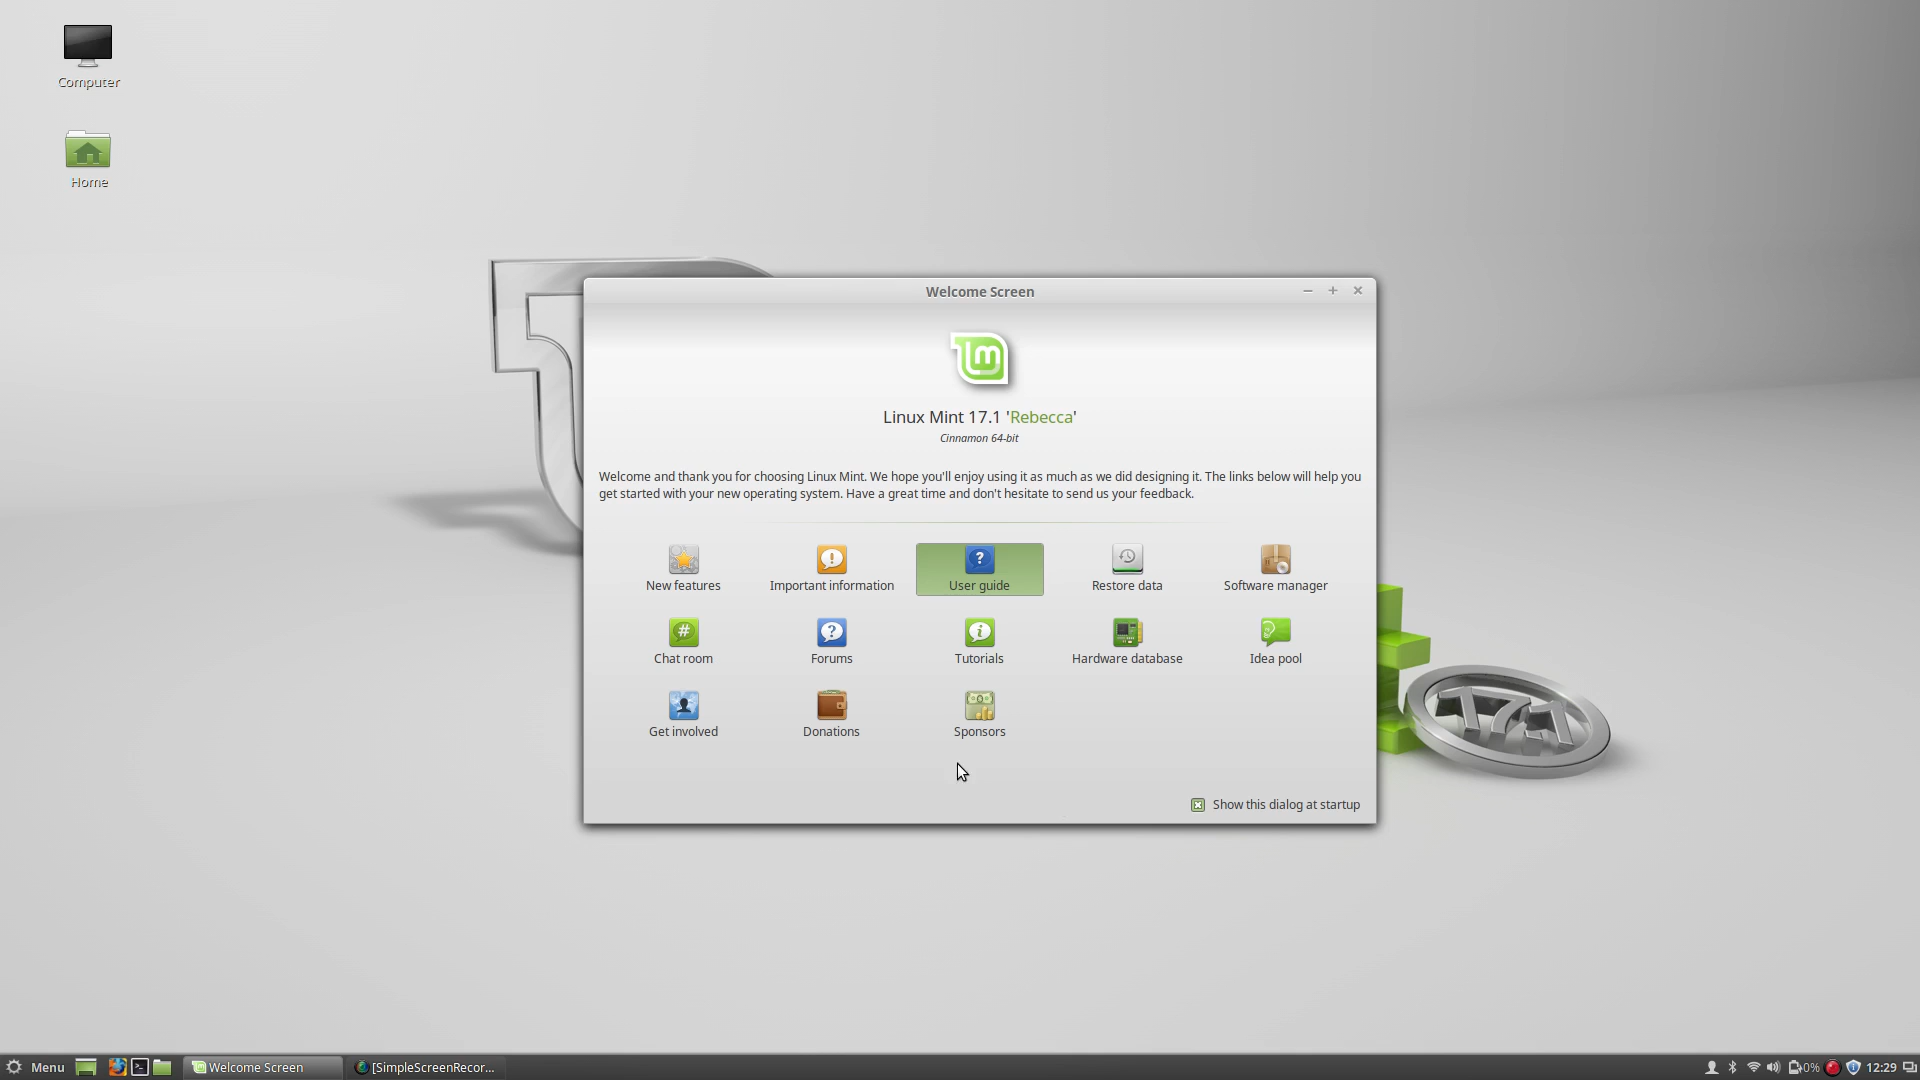 Computer
Home
Welcome Screen
Linux Mint 17.1 'Rebecca'
Cinnamon 64-bit
Welcome and thank you for choosing Linux Mint. We hope you'll enjoy using it as much as we did designing it. The links below will help you
get started with your new operating system. Have a great time and don't hesitate to send us your feedback.
New features
Important information
User guide
Restore data
Software manager
Chat room
Forums
Tutorials
Hardware database
Idea pool
Get involved
Donations
Sponsors
17.1
Show this dialog at startup
Menu
Welcome Screen
[SimpleScreenRecor...
0%
12:29